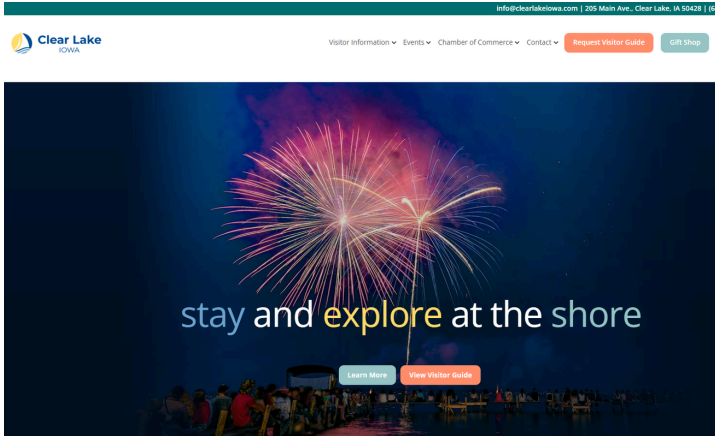 info@clearlakeiowa.com | 205 Main Ave., Clear Lake, IA 50428 | (6
Clear Lake
IOWA
Visitor Information Events Chamber of Commerce Contact Request Visitor Guide Gift Shop
stay and explore at the shore
Learn More View Visitor Guide